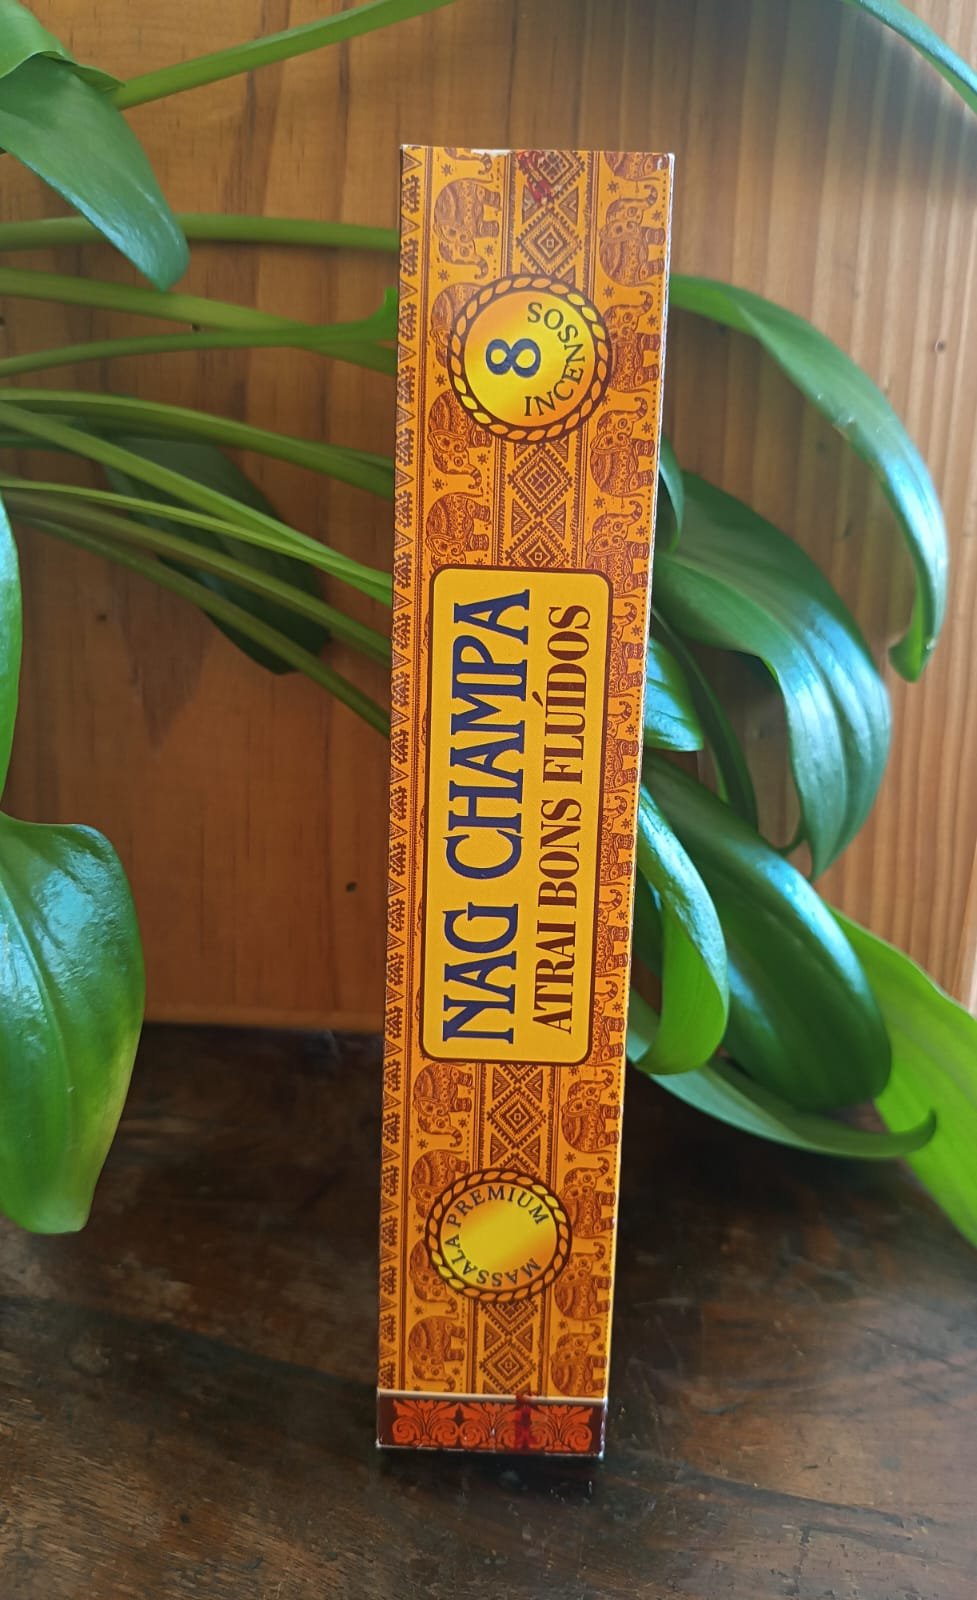 8
INCENSOS
NAG CHAMPA
ATRAI BONS FLUÍDOS
MASSALA PREMIUM